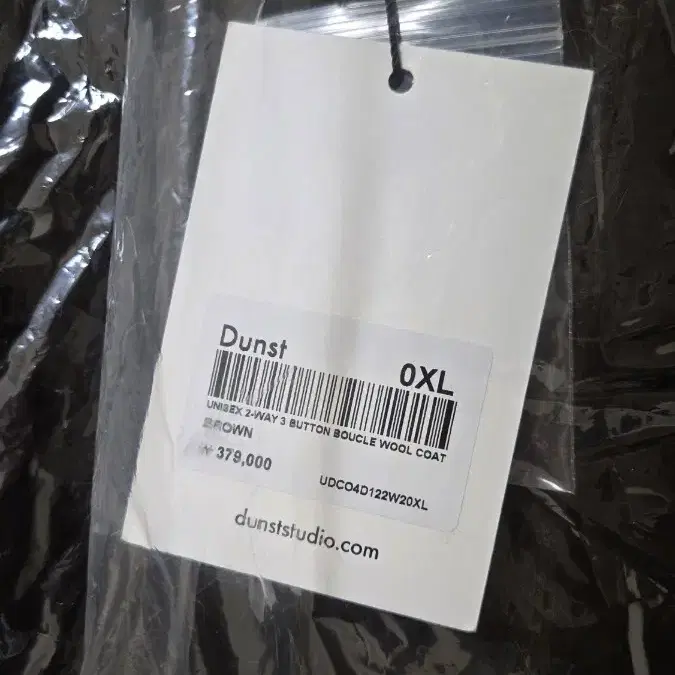 Dunst
0XL
UNISEX 2-WAY 3 BUTTON BOUCLE WOOL COAT
BROWN
₩ 379,000
UDCO4D122W20XL
dunststudio.com